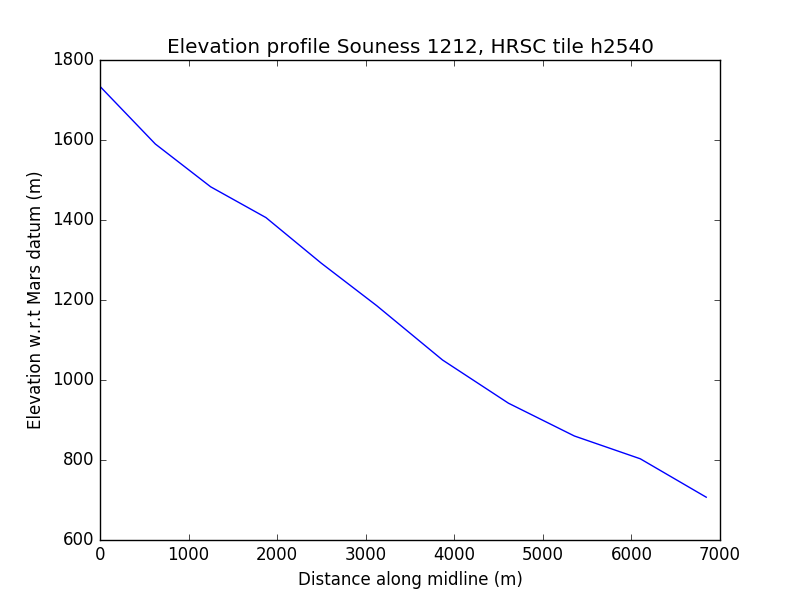 Elevation profile Souness 1212, HRSC tile h2540
Elevation w.r.t Mars datum (m)
1800
1600
1400
1200
1000
800
600
0 1000 2000 3000 4000 5000 6000 7000
Distance along midline (m)